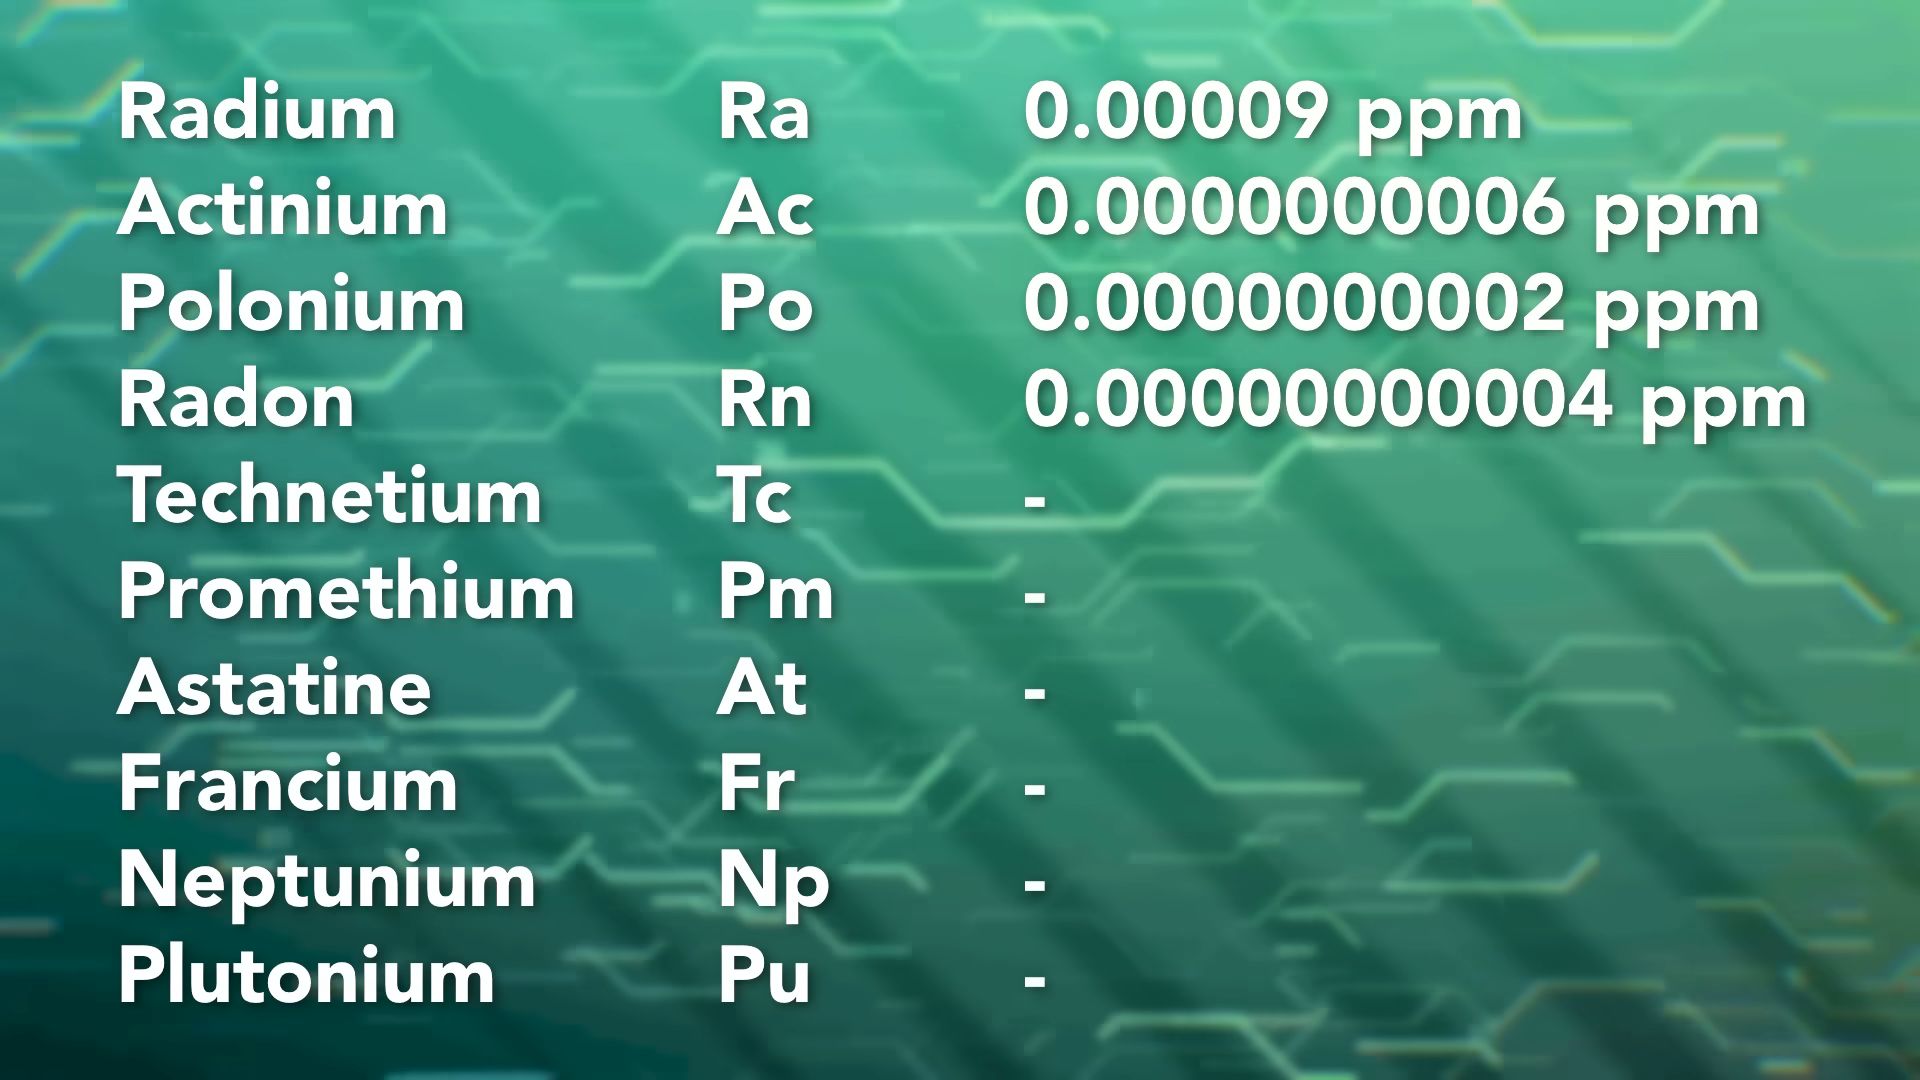 Radium Ra 0.00009 ppm
Actinium Ac 0.0000000006 ppm
Polonium Po 0.0000000002 ppm
Radon Rn 0.00000000004 ppm
Technetium Tc -
Promethium Pm -
Astatine At -
Francium Fr -
Neptunium Np -
Plutonium Pu -